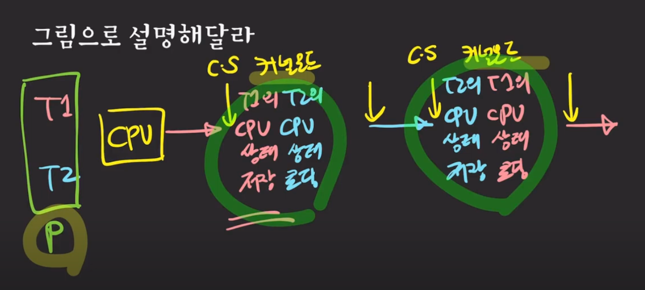 그림으로 설명해달라
T1
T2
P
CPU
C.S 커널모드
T1의 T2의
CPU CPU
상태 상태
저장 로딩
C.S 커널모드
T2의 T1의
CPU CPU
상태 상태
저장 로딩